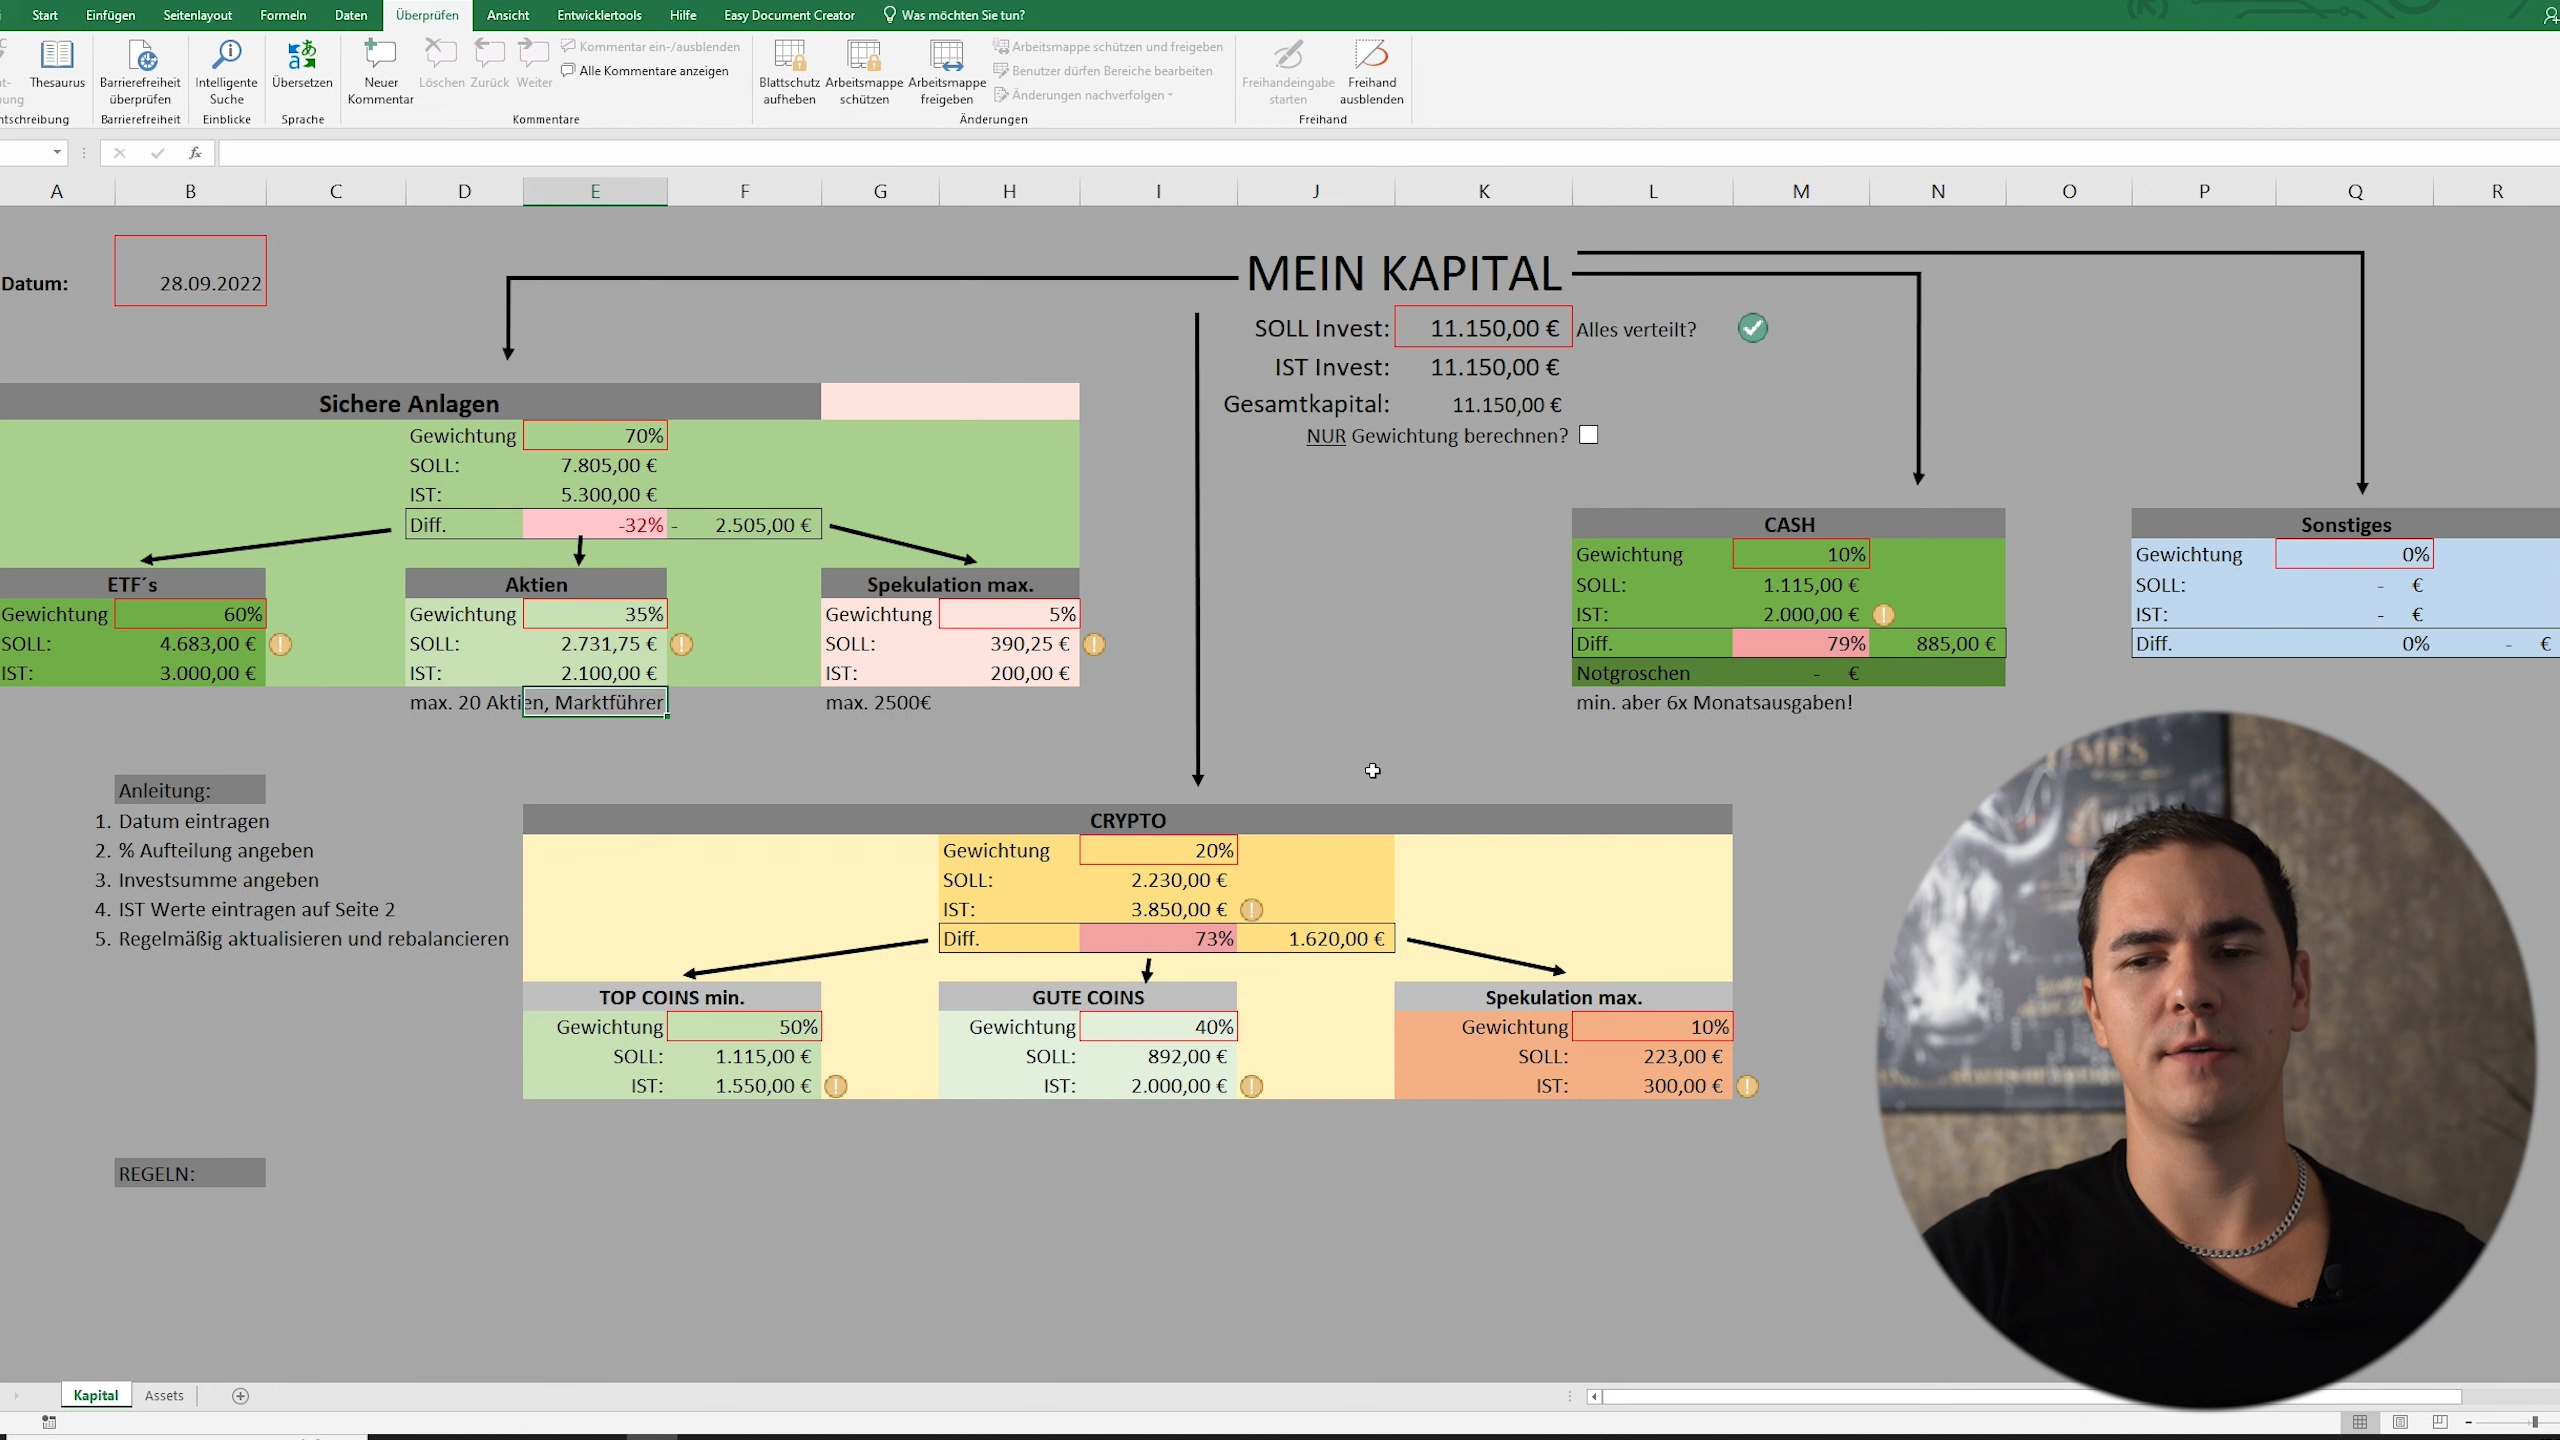 Start Einfügen Seitenlayout Formeln Daten Überprüfen Ansicht Entwicklertools Hilfe Easy Document Creator Was möchten Sie tun?
Thesaurus
Barrierefreiheit überprüfen
Intelligente Suche
Übersetzen
Neuer Kommentar
Löschen Zurück Weiter
Kommentar ein-/ausblenden
Alle Kommentare anzeigen
Blattschutz aufheben
Arbeitsmappe schützen
Arbeitsmappe freigeben
Arbeitsmappe schützen und freigeben
Benutzer dürfen Bereiche bearbeiten
Änderungen nachverfolgen
Freihandeingabe starten
Freihand ausblenden
ntschreibung Barrierefreiheit Einblicke Sprache Kommentare Änderungen Freihand
fx
A B C D E F G H I J K L M N O P Q R
Datum: 28.09.2022
MEIN KAPITAL
SOLL Invest: 11.150,00 € Alles verteilt?
IST Invest: 11.150,00 €
Gesamtkapital: 11.150,00 €
NUR Gewichtung berechnen?
Sichere Anlagen
Gewichtung 70%
SOLL: 7.805,00 €
IST: 5.300,00 €
Diff. -32% - 2.505,00 €
ETF´s
Gewichtung 60%
SOLL: 4.683,00 €
IST: 3.000,00 €
Aktien
Gewichtung 35%
SOLL: 2.731,75 €
IST: 2.100,00 €
max. 20 Aktien, Marktführer
Spekulation max.
Gewichtung 5%
SOLL: 390,25 €
IST: 200,00 €
max. 2500€
CASH
Gewichtung 10%
SOLL: 1.115,00 €
IST: 2.000,00 €
Diff. 79% 885,00 €
Notgroschen - €
min. aber 6x Monatsausgaben!
Sonstiges
Gewichtung 0%
SOLL: - €
IST: - €
Diff. 0% - €
Anleitung:
1. Datum eintragen
2. % Aufteilung angeben
3. Investsumme angeben
4. IST Werte eintragen auf Seite 2
5. Regelmäßig aktualisieren und rebalancieren
CRYPTO
Gewichtung 20%
SOLL: 2.230,00 €
IST: 3.850,00 €
Diff. 73% 1.620,00 €
TOP COINS min.
Gewichtung 50%
SOLL: 1.115,00 €
IST: 1.550,00 €
GUTE COINS
Gewichtung 40%
SOLL: 892,00 €
IST: 2.000,00 €
Spekulation max.
Gewichtung 10%
SOLL: 223,00 €
IST: 300,00 €
REGELN:
Kapital Assets